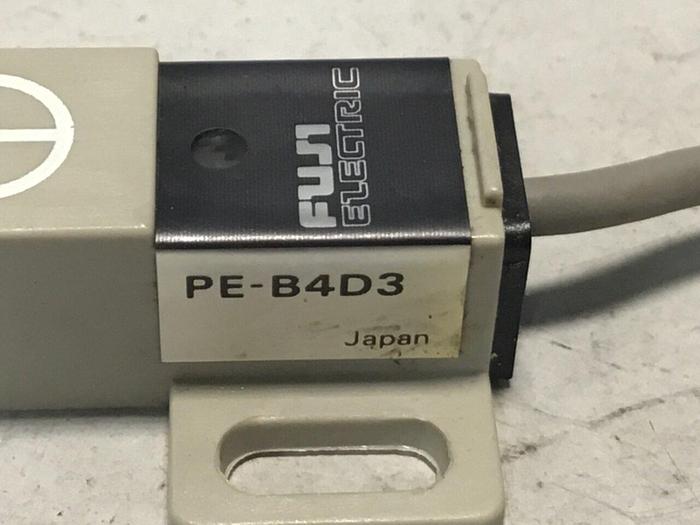 FUJI
ELECTRIC
PE-B4D3
Japan